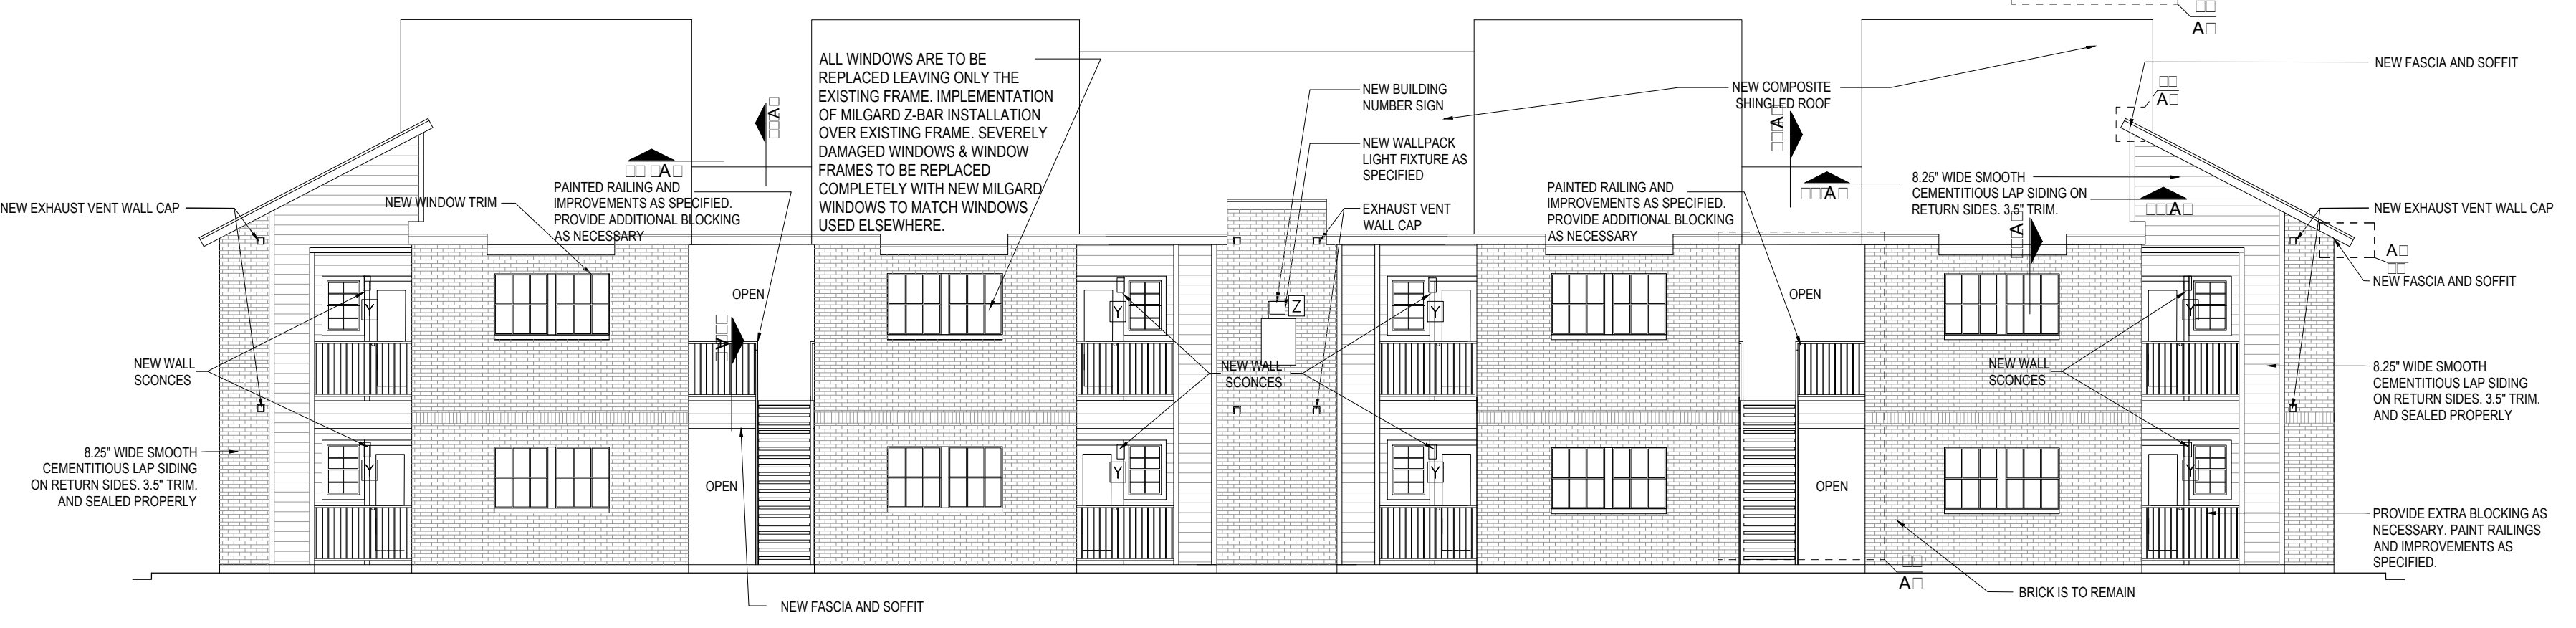 ALL WINDOWS ARE TO BE
REPLACED LEAVING ONLY THE
EXISTING FRAME. IMPLEMENTATION
OF MILGARD Z-BAR INSTALLATION
OVER EXISTING FRAME. SEVERELY
DAMAGED WINDOWS & WINDOW
FRAMES TO BE REPLACED
COMPLETELY WITH NEW MILGARD
WINDOWS TO MATCH WINDOWS
USED ELSEWHERE.
NEW BUILDING
NUMBER SIGN
NEW WALLPACK
LIGHT FIXTURE AS
SPECIFIED
EXHAUST VENT
WALL CAP
NEW COMPOSITE
SHINGLED ROOF
NEW FASCIA AND SOFFIT
A
A
A
A
A
A
A
NEW EXHAUST VENT WALL CAP
NEW WINDOW TRIM
PAINTED RAILING AND
IMPROVEMENTS AS SPECIFIED.
PROVIDE ADDITIONAL BLOCKING
AS NECESSARY
PAINTED RAILING AND
IMPROVEMENTS AS SPECIFIED.
PROVIDE ADDITIONAL BLOCKING
AS NECESSARY
8.25" WIDE SMOOTH
CEMENTITIOUS LAP SIDING ON
RETURN SIDES. 3.5" TRIM.
NEW EXHAUST VENT WALL CAP
A
A
NEW FASCIA AND SOFFIT
OPEN
OPEN
A
Y
Y
Z
Y
Y
NEW WALL
SCONCES
NEW WALL
SCONCES
NEW WALL
SCONCES
8.25" WIDE SMOOTH
CEMENTITIOUS LAP SIDING
ON RETURN SIDES. 3.5" TRIM.
AND SEALED PROPERLY
8.25" WIDE SMOOTH
CEMENTITIOUS LAP SIDING
ON RETURN SIDES. 3.5" TRIM.
AND SEALED PROPERLY
Y
Y
Y
Y
OPEN
OPEN
PROVIDE EXTRA BLOCKING AS
NECESSARY. PAINT RAILINGS
AND IMPROVEMENTS AS
SPECIFIED.
A
BRICK IS TO REMAIN
NEW FASCIA AND SOFFIT